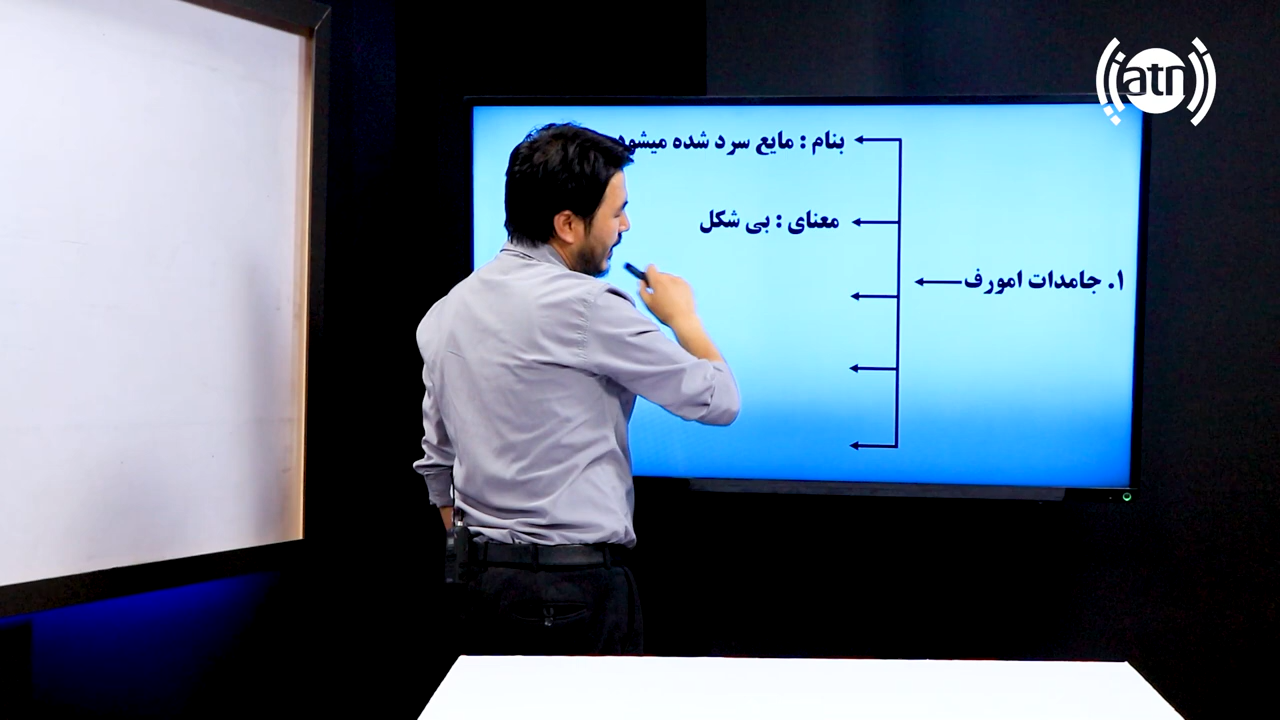 atn
بنام : مایع سرد شده میشود
معنای : بی شکل
۱. جامدات امورف